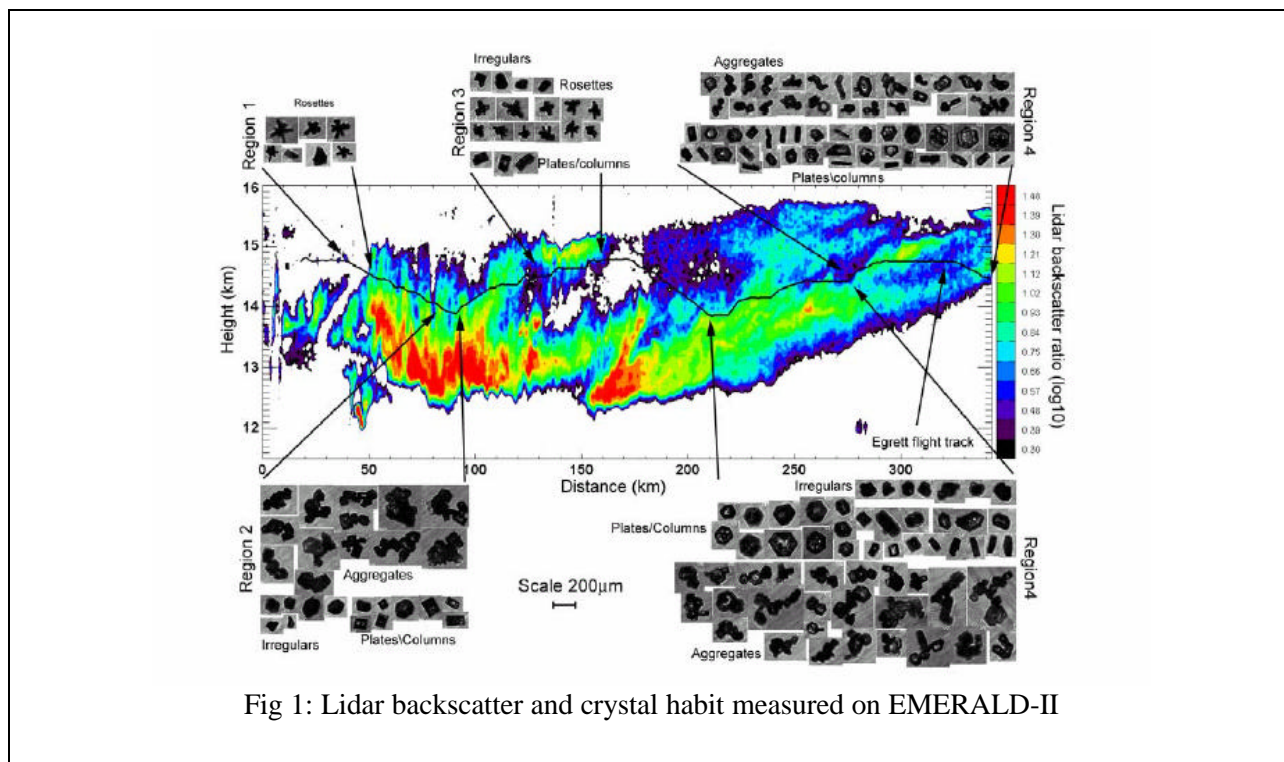 Irregulars
Rosettes
Region 1
Rosettes
Region 3
Plates/columns
Aggregates
Region 4
Plates\columns
16
15
14
13
12
Height (km)
0
50
100
150
200
250
300
Distance (km)
Egrett flight track
1.48
1.39
1.30
1.21
1.12
1.02
0.93
0.84
0.75
0.66
0.57
0.48
0.39
0.30
Lidar backscatter ratio (log10)
Region 2
Aggregates
Irregulars
Plates\Columns
Scale 200µm
Irregulars
Plates/Columns
Region4
Aggregates
Fig 1: Lidar backscatter and crystal habit measured on EMERALD-II